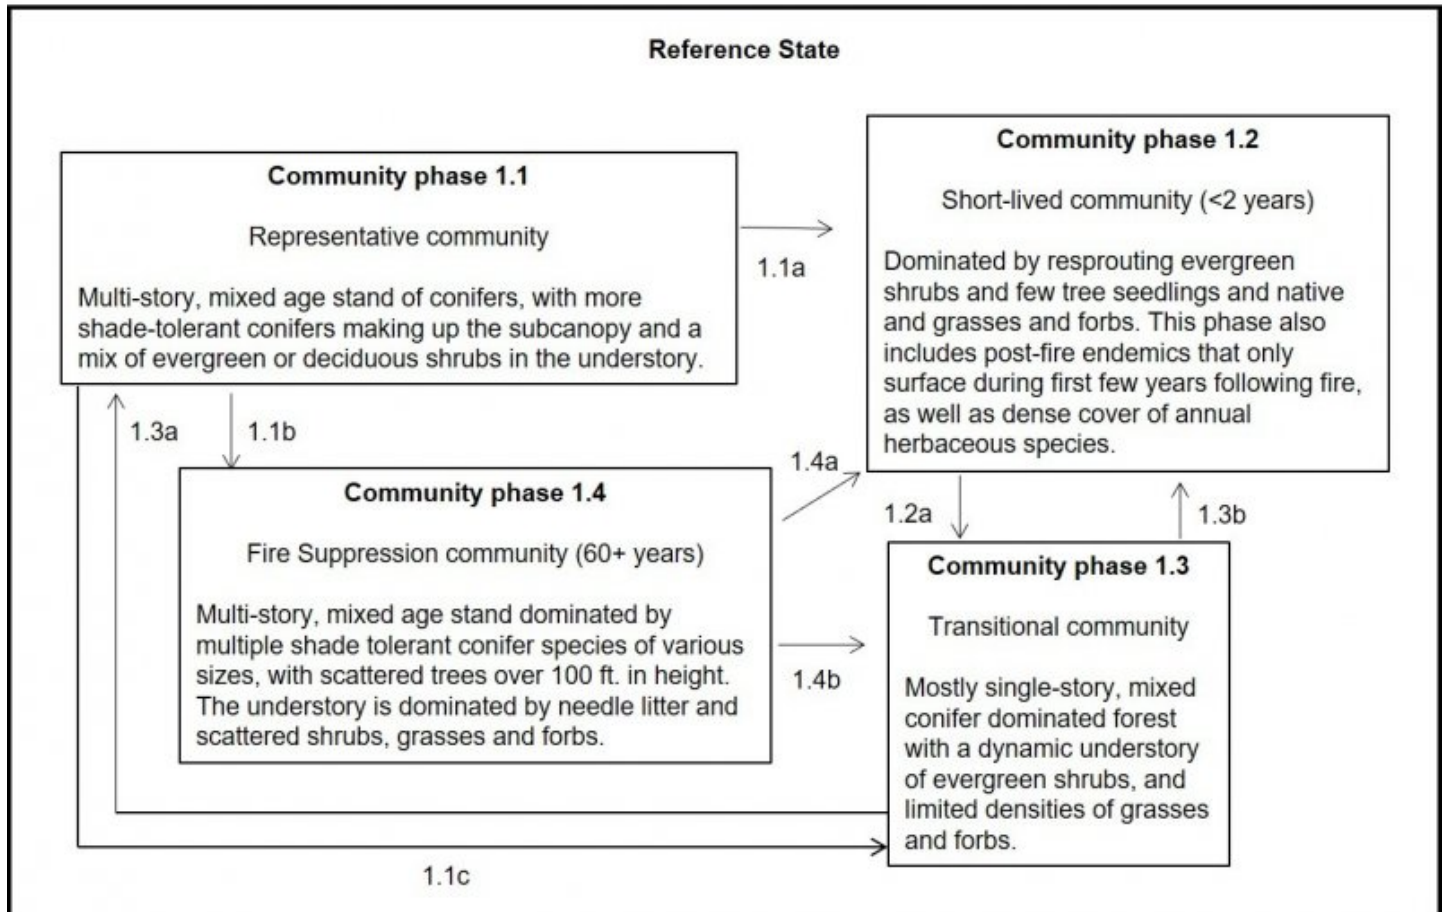 Reference State
Community phase 1.1
Representative community
Multi-story, mixed age stand of conifers, with more
shade-tolerant conifers making up the subcanopy and a
mix of evergreen or deciduous shrubs in the understory.
1.1a
Community phase 1.2
Short-lived community (<2 years)
Dominated by resprouting evergreen
shrubs and few tree seedlings and native
and grasses and forbs. This phase also
includes post-fire endemics that only
surface during first few years following fire,
as well as dense cover of annual
herbaceous species.
1.3a
1.1b
Community phase 1.4
Fire Suppression community (60+ years)
Multi-story, mixed age stand dominated by
multiple shade tolerant conifer species of various
sizes, with scattered trees over 100 ft. in height.
The understory is dominated by needle litter and
scattered shrubs, grasses and forbs.
1.4a
1.4b
1.2a
1.3b
Community phase 1.3
Transitional community
Mostly single-story, mixed
conifer dominated forest
with a dynamic understory
of evergreen shrubs, and
limited densities of grasses
and forbs.
1.1c